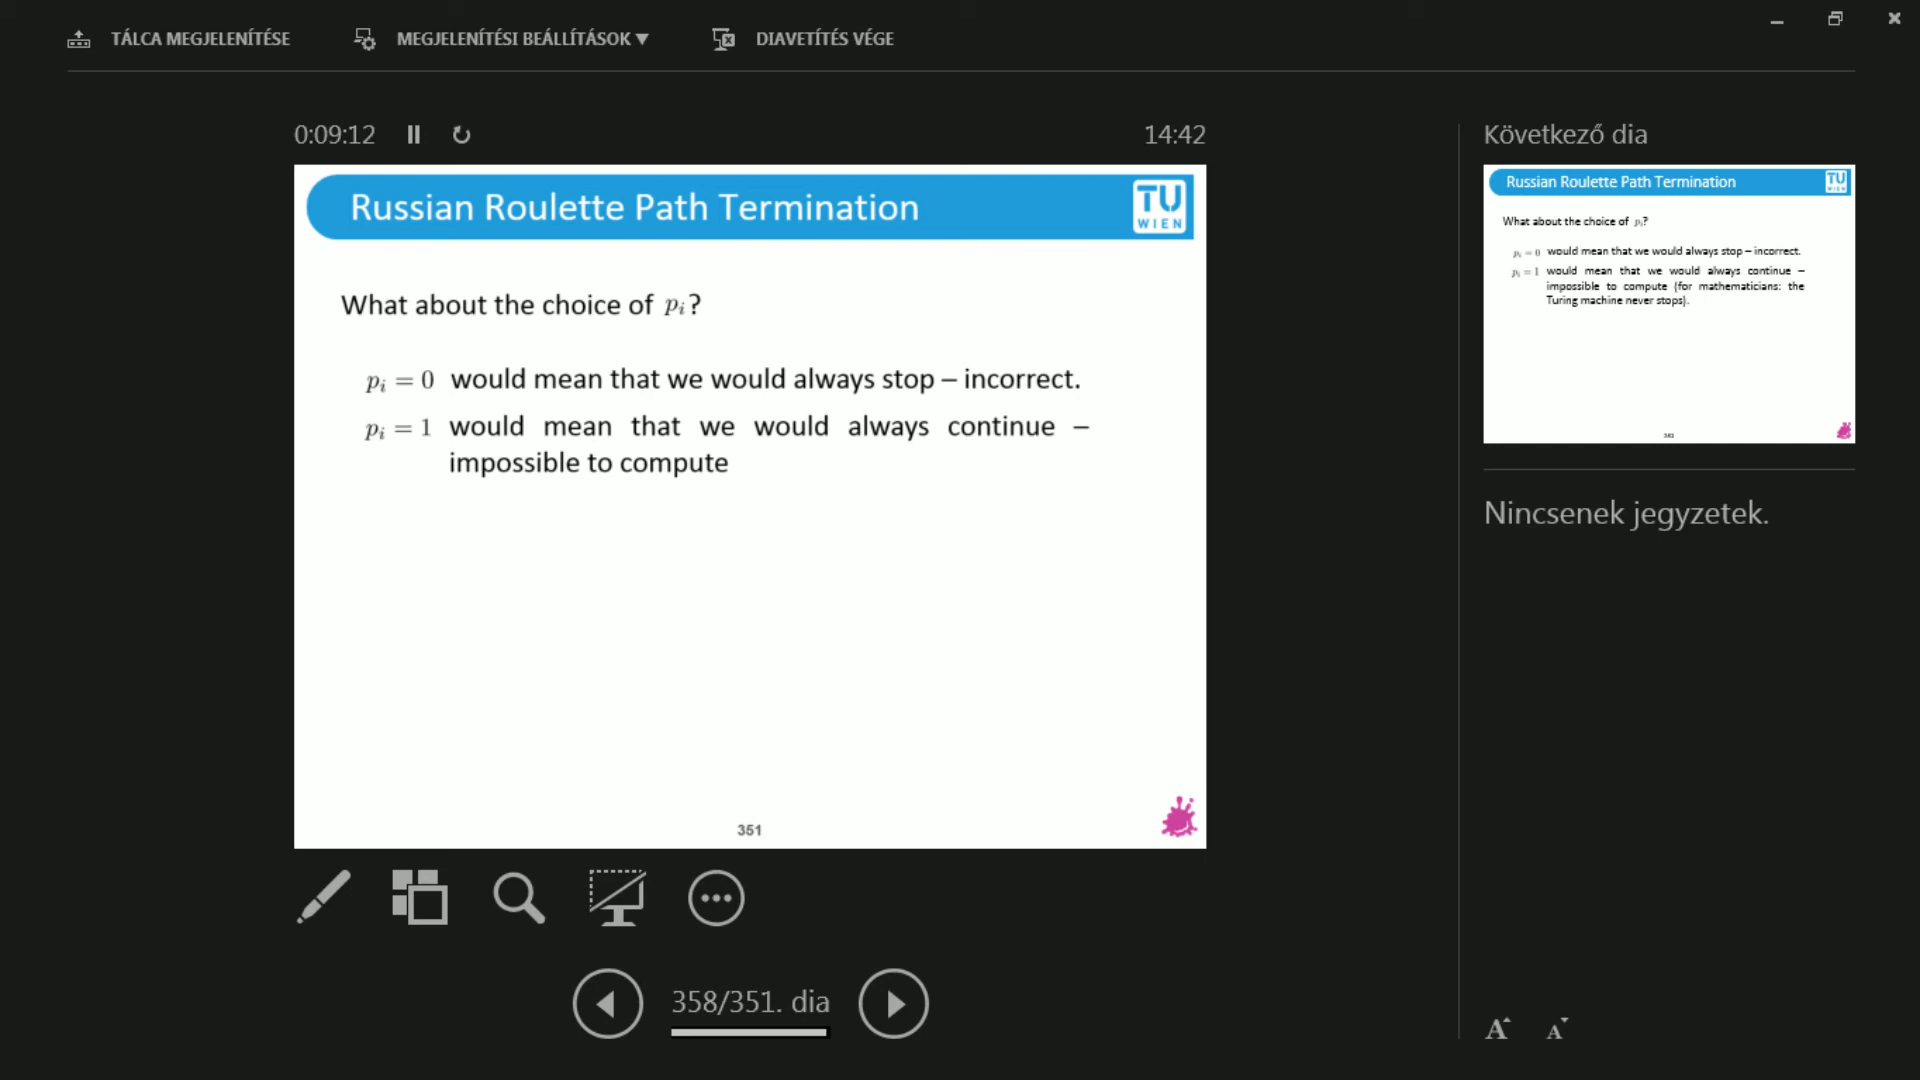 TÁLCA MEGJELENÍTÉSE
MEGJELENÍTÉSI BEÁLLÍTÁSOK ▼
DIAVETÍTÉS VÉGE
0:09:12
14:42
Russian Roulette Path Termination
TU
WIEN
What about the choice of pᵢ?
pᵢ = 0 would mean that we would always stop – incorrect.
pᵢ = 1 would mean that we would always continue –
impossible to compute
351
358/351. dia
Következő dia
Russian Roulette Path Termination
TU
WIEN
What about the choice of pᵢ?
pᵢ = 0 would mean that we would always stop – incorrect.
pᵢ = 1 would mean that we would always continue –
impossible to compute (for mathematicians: the
Turing machine never stops).
Nincsenek jegyzetek.
A
A